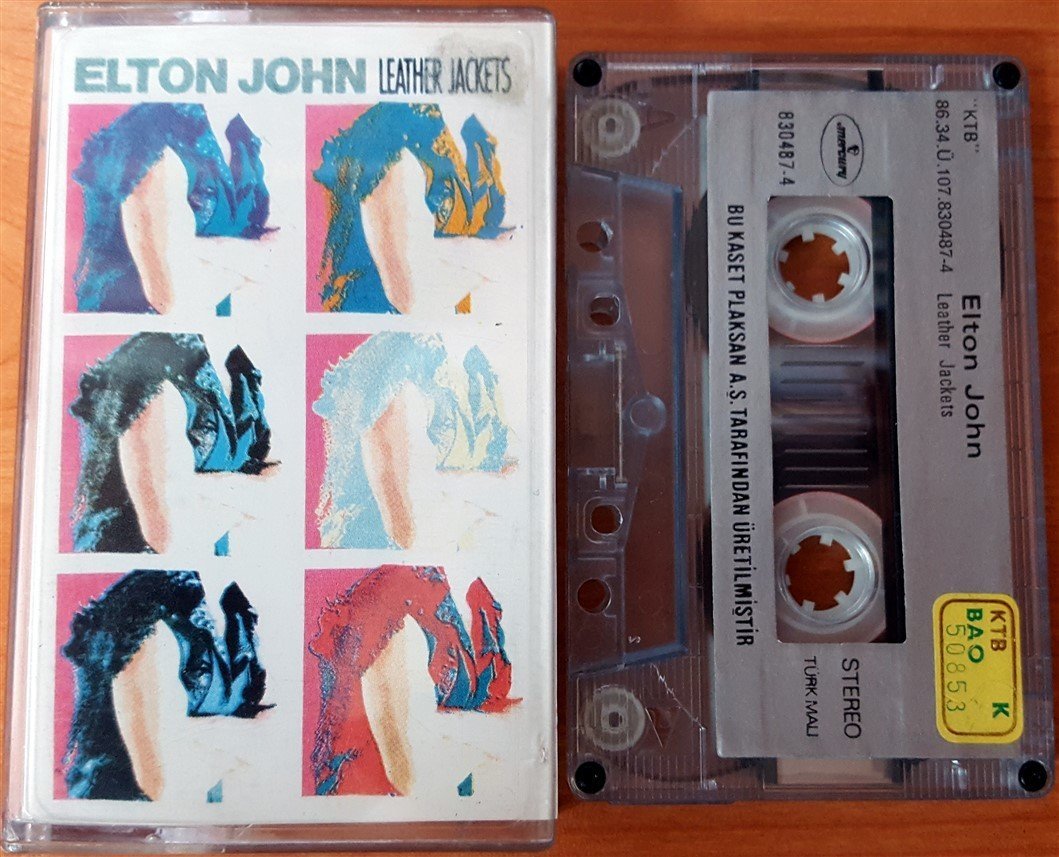 ELTON JOHN LEATHER JACKETS
"KTB"
86.34.Ü.107.830487-4
Elton John
Leather Jackets
mercury
830487-4
BU KASET PLAKSAN A.Ş. TARAFINDAN ÜRETİLMİŞTİR
STEREO
TÜRK MALI
KTB K
BAO
50853
2